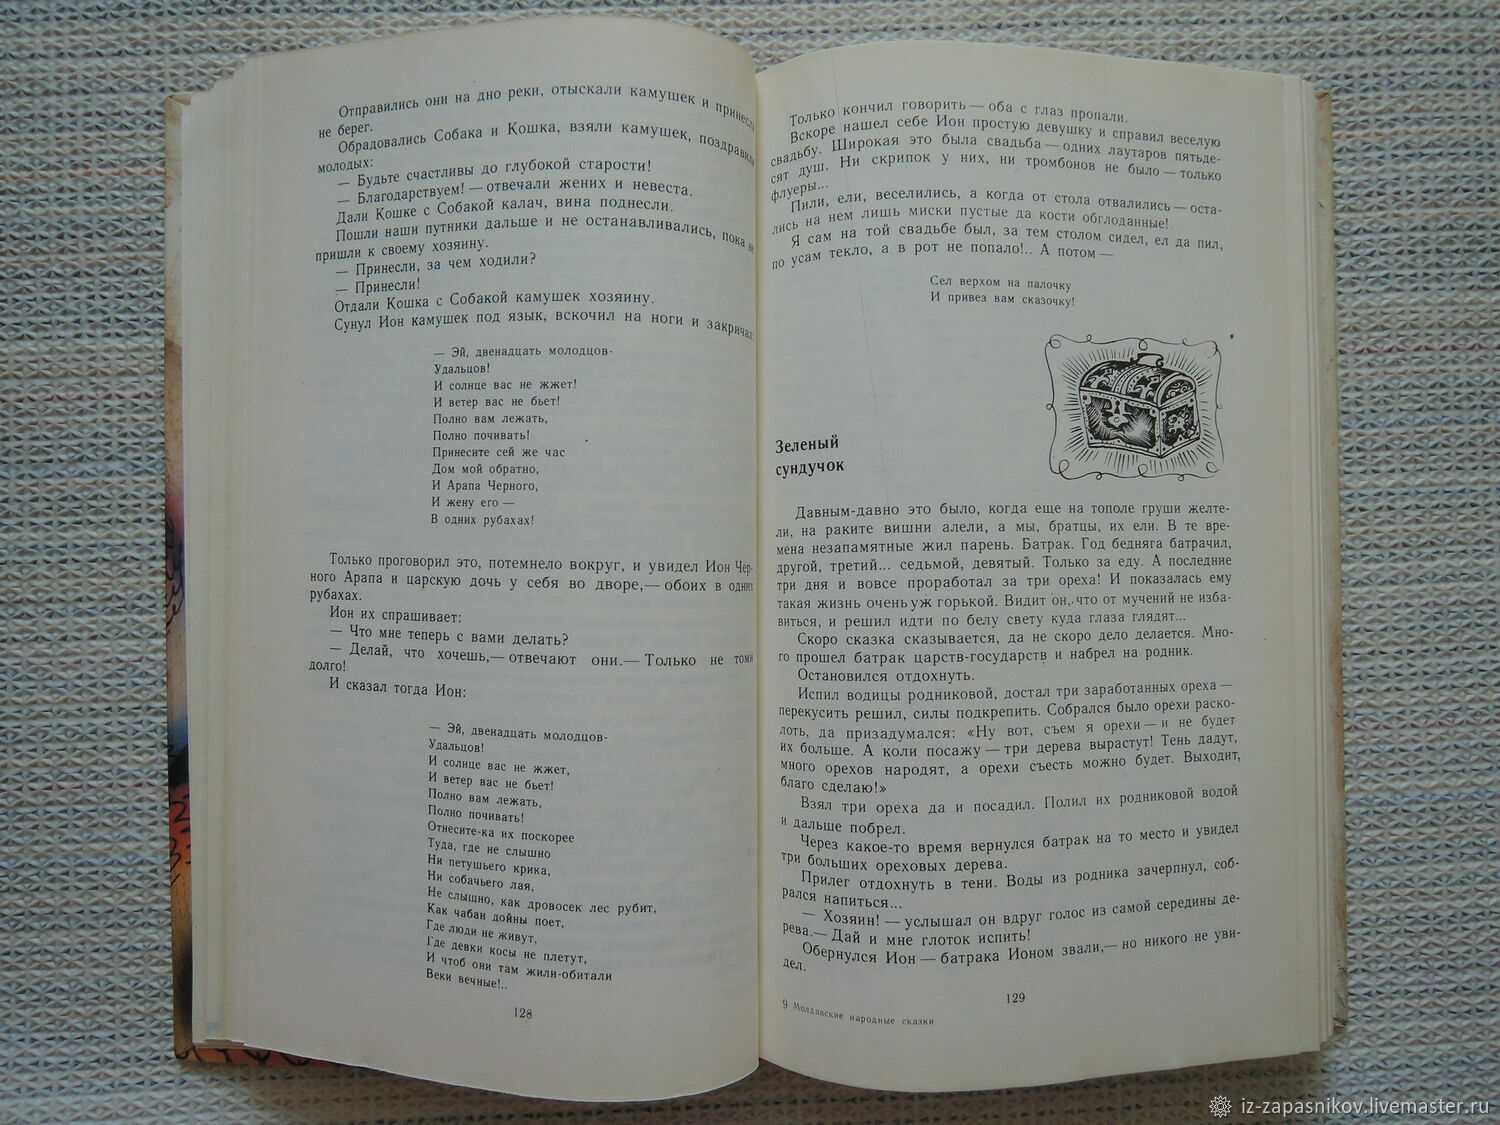 Отправились они на дно реки, отыскали камушек и принесли
не берег.
Обрадовались Собака и Кошка, взяли камушек, поздравили
молодых:
— Будьте счастливы до глубокой старости!
— Благодарствуем! — отвечали жених и невеста.
Дали Кошке с Собакой калач, вина поднесли.
Пошли наши путники дальше и не останавливались, пока не
пришли к своему хозяину.
— Принесли, за чем ходили?
— Принесли!
Отдали Кошка с Собакой камушек хозяину.
Сунул Ион камушек под язык, вскочил на ноги и закричал:
— Эй, двенадцать молодцов-
Удальцов!
И солнце вас не жжет!
И ветер вас не бьет!
Полно вам лежать,
Полно почивать!
Принесите сей же час
Дом мой обратно,
И Арапа Черного,
И жену его —
В одних рубахах!
Только проговорил это, потемнело вокруг, и увидел Ион Чер-
ного Арапа и царскую дочь у себя во дворе,— обоих в одних
рубахах.
Ион их спрашивает:
— Что мне теперь с вами делать?
— Делай, что хочешь,— отвечают они.— Только не томи
долго!
И сказал тогда Ион:
— Эй, двенадцать молодцов-
Удальцов!
И солнце вас не жжет,
И ветер вас не бьет!
Полно вам лежать,
Полно почивать!
Отнесите-ка их поскорее
Туда, где не слышно
Ни петушьего крика,
Ни собачьего лая,
Не слышно, как дровосек лес рубит,
Как чабан дойны поет,
Где люди не живут,
Где девки косы не плетут,
И чтоб они там жили-обитали
Веки вечные!..
128
Только кончил говорить — оба с глаз пропали.
Вскоре нашел себе Ион простую девушку и справил веселую
свадьбу. Широкая это была свадьба — одних лаутаров пятьде-
сят душ. Ни скрипок у них, ни тромбонов не было — только
флуеры...
Пили, ели, веселились, а когда от стола отвалились — оста-
лись на нем лишь миски пустые да кости обглоданные!
Я сам на той свадьбе был, за тем столом сидел, ел да пил,
по усам текло, а в рот не попало!.. А потом —
Сел верхом на палочку
И привез вам сказочку!
Зеленый
сундучок
Давным-давно это было, когда еще на тополе груши желте-
ли, на раките вишни алели, а мы, братцы, их ели. В те вре-
мена незапамятные жил парень. Батрак. Год бедняга батрачил,
другой, третий... седьмой, девятый. Только за еду. А последние
три дня и вовсе проработал за три ореха! И показалась ему
такая жизнь очень уж горькой. Видит он, что от мучений не изба-
виться, и решил идти по белу свету куда глаза глядят...
Скоро сказка сказывается, да не скоро дело делается. Мно-
го прошел батрак царств-государств и набрел на родник.
Остановился отдохнуть.
Испил водицы родниковой, достал три заработанных ореха —
перекусить решил, силы подкрепить. Собрался было орехи раско-
лоть, да призадумался: «Ну вот, съем я орехи — и не будет
их больше. А коли посажу — три дерева вырастут! Тень дадут,
много орехов народят, а орехи съесть можно будет. Выходит,
благо сделаю!»
Взял три ореха да и посадил. Полил их родниковой водой
и дальше побрел.
Через какое-то время вернулся батрак на то место и увидел
три больших ореховых дерева.
Прилег отдохнуть в тени. Воды из родника зачерпнул, соб-
рался напиться...
— Хозяин! — услышал он вдруг голос из самой середины де-
рева.— Дай и мне глоток испить!
Обернулся Ион — батрака Ионом звали,— но никого не уви-
дел.
129
9 Молдавские народные сказки
iz-zapasnikov.livemaster.ru